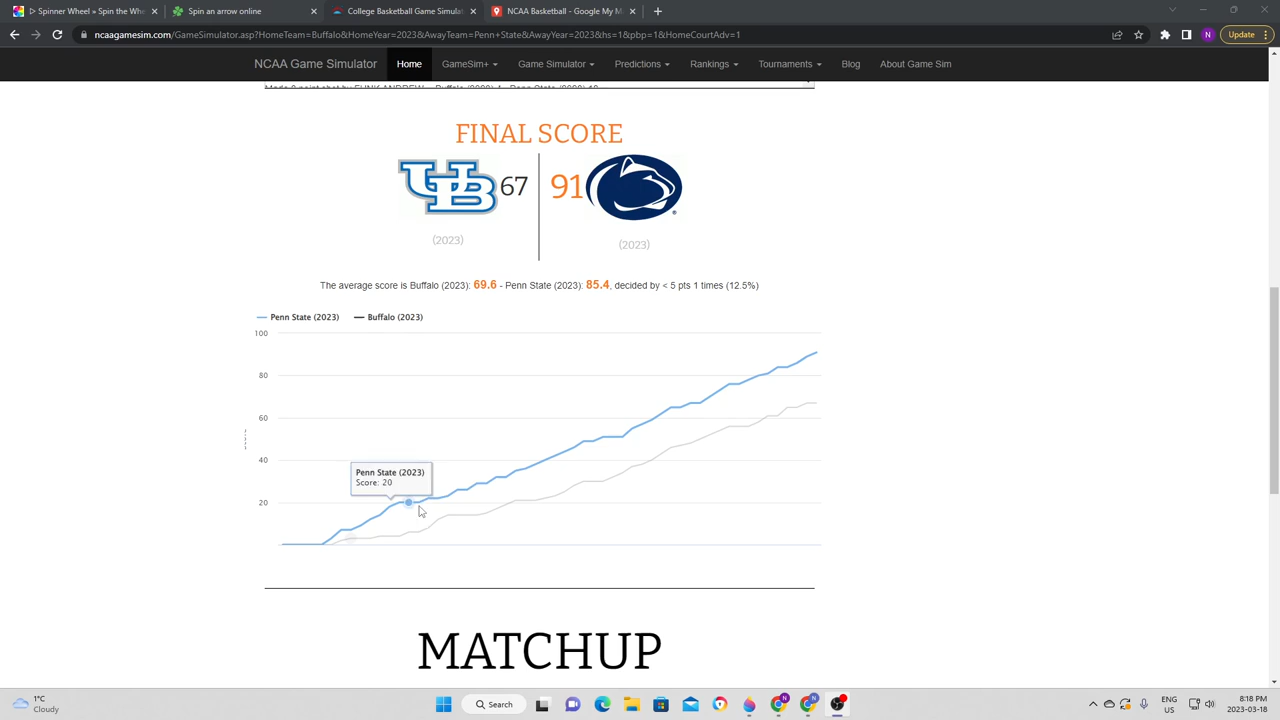 > Spinner Wheel » Spin the Whe
Spin an arrow online
College Basketball Game Simulat
NCAA Basketball - Google My Ma
ncaagamesim.com/GameSimulator.asp?HomeTeam=Buffalo&HomeYear=2023&AwayTeam=Penn+State&AwayYear=2023&hs=1&pbp=1&HomeCourtAdv=1
N
Update
NCAA Game Simulator
Home
GameSim+
Game Simulator
Predictions
Rankings
Tournaments
Blog
About Game Sim
FINAL SCORE
UB
67
91
(2023)
(2023)
The average score is Buffalo (2023): 69.6 - Penn State (2023): 85.4, decided by < 5 pts 1 times (12.5%)
Penn State (2023)
Buffalo (2023)
100
80
60
40
20
Penn State (2023)
Score: 20
MATCHUP
1°C
Cloudy
Search
ENG
US
8:18 PM
2023-03-18